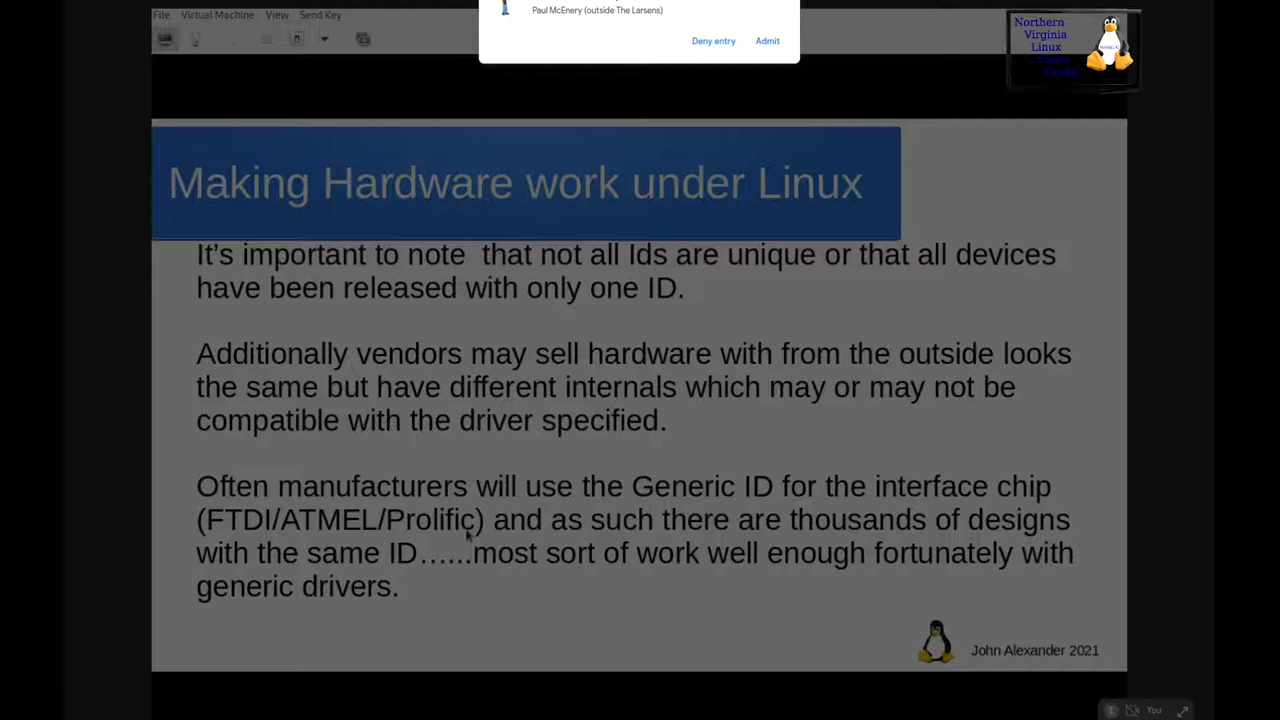 File Virtual Machine View Send Key
Paul McEnery (outside The Larsens)
Deny entry Admit
Northern
Virginia
Linux
Users
Group
Making Hardware work under Linux
It's important to note  that not all Ids are unique or that all devices
have been released with only one ID.
Additionally vendors may sell hardware with from the outside looks
the same but have different internals which may or may not be
compatible with the driver specified.
Often manufacturers will use the Generic ID for the interface chip
(FTDI/ATMEL/Prolific) and as such there are thousands of designs
with the same ID…...most sort of work well enough fortunately with
generic drivers.
John Alexander 2021
You